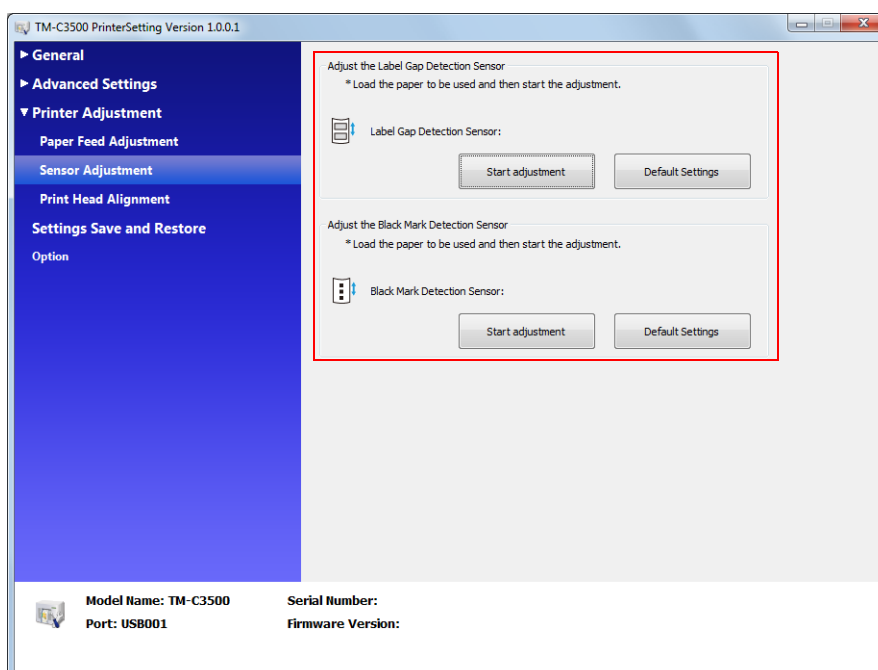 TM-C3500 PrinterSetting Version 1.0.0.1
General
Advanced Settings
Printer Adjustment
Paper Feed Adjustment
Sensor Adjustment
Print Head Alignment
Settings Save and Restore
Option
Adjust the Label Gap Detection Sensor
*Load the paper to be used and then start the adjustment.
Label Gap Detection Sensor:
Start adjustment Default Settings
Adjust the Black Mark Detection Sensor
*Load the paper to be used and then start the adjustment.
Black Mark Detection Sensor:
Start adjustment Default Settings
Model Name: TM-C3500 Serial Number:
Port: USB001 Firmware Version: